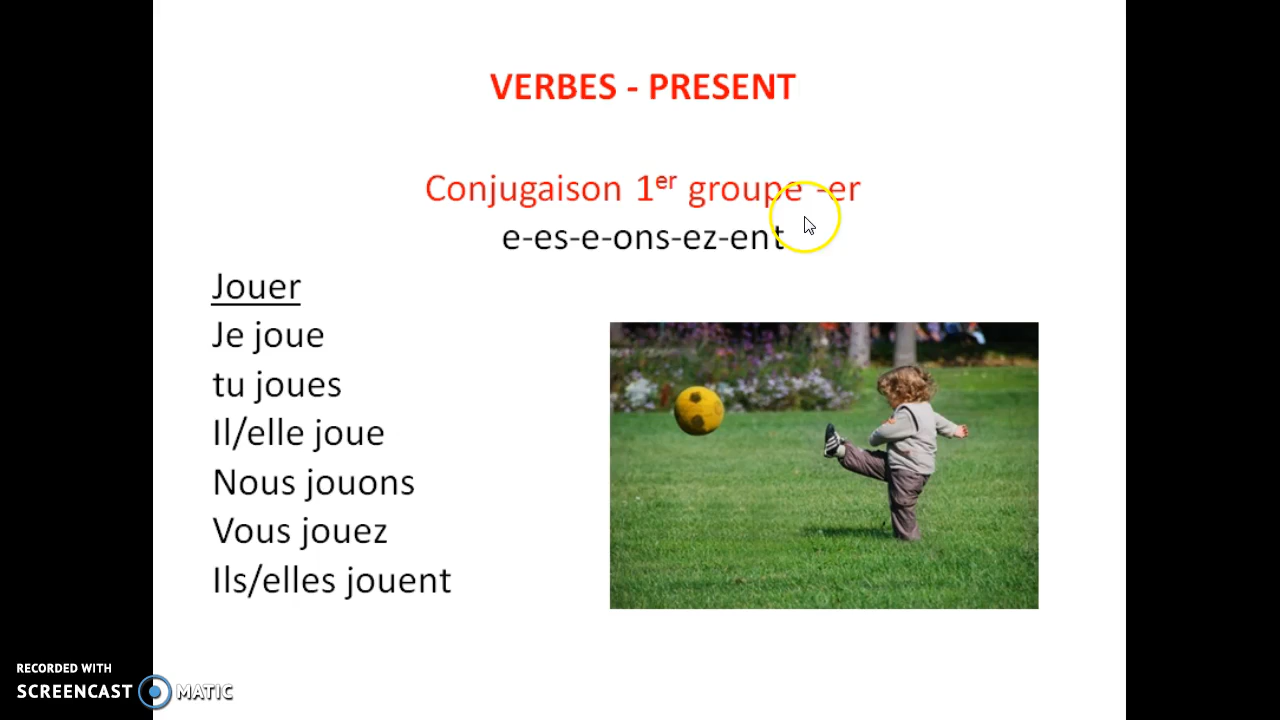 VERBES - PRESENT
Conjugaison 1er groupe -er
e-es-e-ons-ez-ent
Jouer
Je joue
tu joues
Il/elle joue
Nous jouons
Vous jouez
Ils/elles jouent
RECORDED WITH
SCREENCAST MATIC